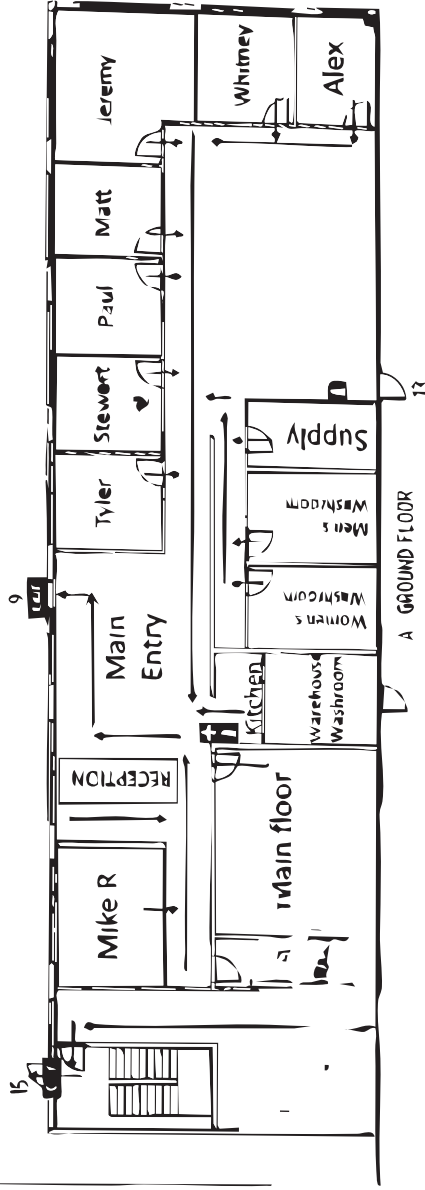 Jeremy
Whitney
Alex
Matt
Paul
Stewart
Tyler
Supply
Men's
Washroom
Women's
Washroom
9
Main
Entry
Kitchen
Warehouse
Washroom
RECEPTION
Main floor
Mike R
15
13
A GROUND FLOOR